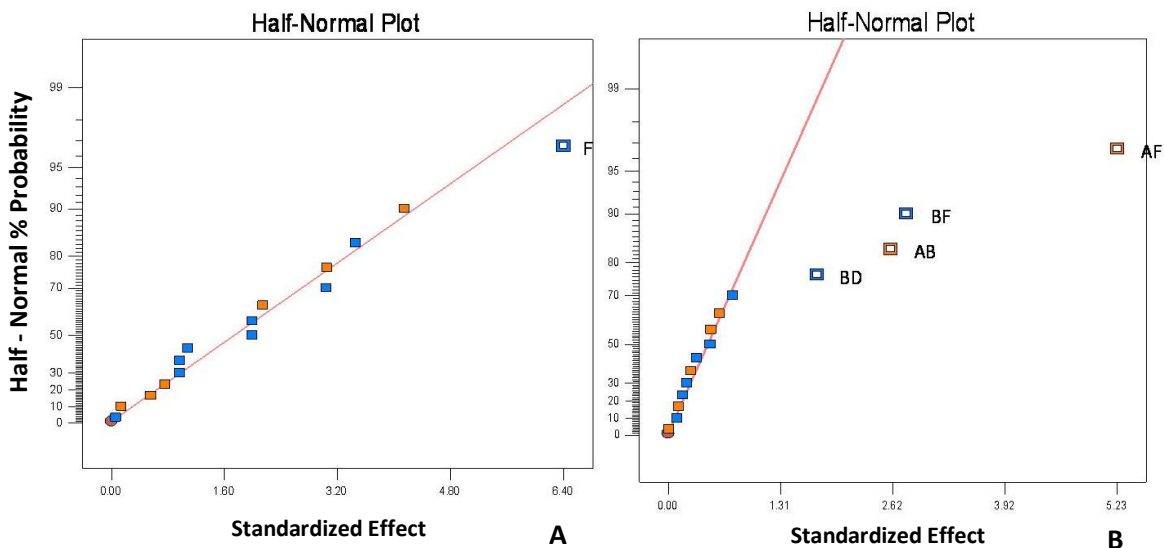 Half-Normal Plot
Half - Normal % Probability
99
95
90
80
70
50
30
20
10
0
F
0.00
1.60
3.20
4.80
6.40
Standardized Effect
A
Half-Normal Plot
99
95
90
80
70
50
30
20
10
0
AF
BF
AB
BD
0.00
1.31
2.62
3.92
5.23
Standardized Effect
B